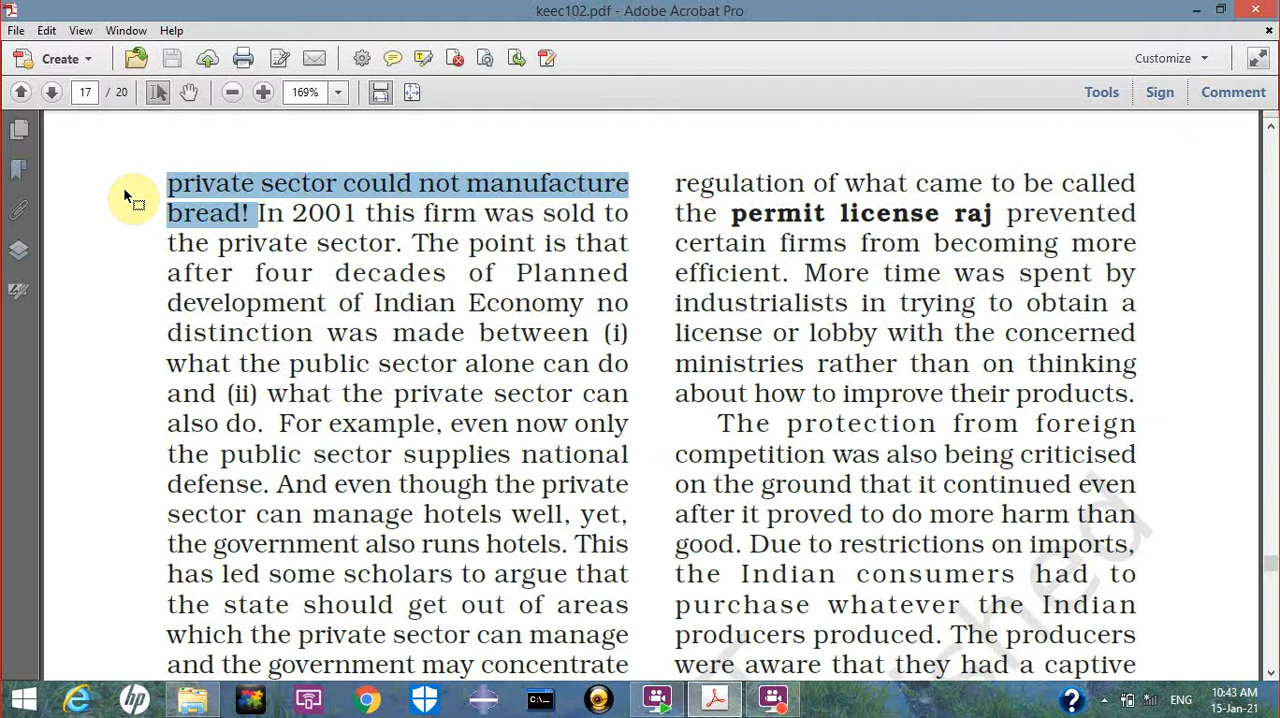 keec102.pdf - Adobe Acrobat Pro
File Edit View Window Help
Create Customize
17 / 20 169% Tools Sign Comment
private sector could not manufacture
bread! In 2001 this firm was sold to
the private sector. The point is that
after four decades of Planned
development of Indian Economy no
distinction was made between (i)
what the public sector alone can do
and (ii) what the private sector can
also do. For example, even now only
the public sector supplies national
defense. And even though the private
sector can manage hotels well, yet,
the government also runs hotels. This
has led some scholars to argue that
the state should get out of areas
which the private sector can manage
and the government may concentrate
regulation of what came to be called
the permit license raj prevented
certain firms from becoming more
efficient. More time was spent by
industrialists in trying to obtain a
license or lobby with the concerned
ministries rather than on thinking
about how to improve their products.
The protection from foreign
competition was also being criticised
on the ground that it continued even
after it proved to do more harm than
good. Due to restrictions on imports,
the Indian consumers had to
purchase whatever the Indian
producers produced. The producers
were aware that they had a captive
ENG
10:43 AM
15-Jan-21